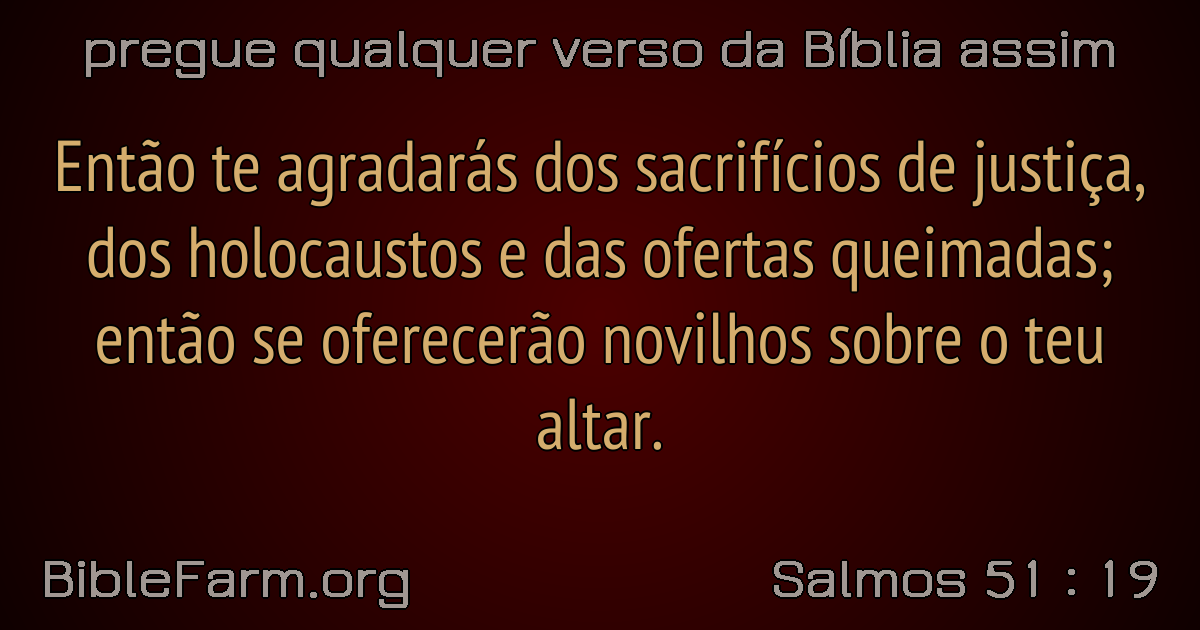 pregue qualquer verso da Bíblia assim
Então te agradarás dos sacrifícios de justiça,
dos holocaustos e das ofertas queimadas;
então se oferecerão novilhos sobre o teu
altar.
BibleFarm.org
Salmos 51 : 19